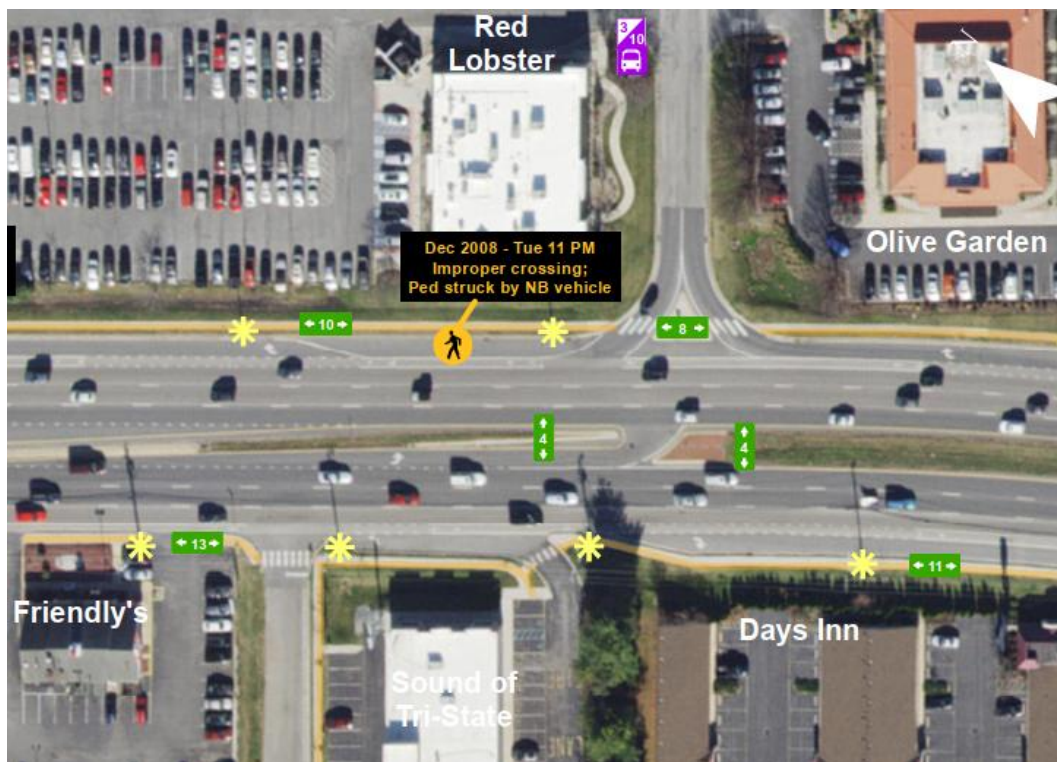 Red
Lobster
3
10
Olive Garden
Dec 2008 - Tue 11 PM
Improper crossing;
Ped struck by NB vehicle
10
8
4
4
13
11
Friendly's
Days Inn
Sound of
Tri-State